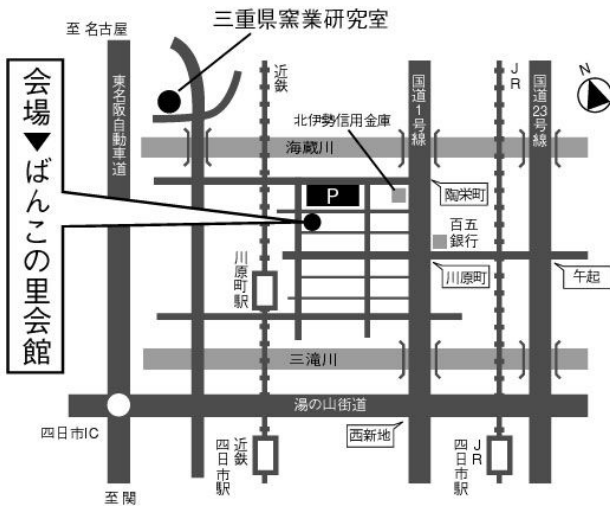 三重県窯業研究室
至 名古屋
会場▼ばんこの里会館
東名阪自動車道
近鉄
国道1号線
JR
国道23号線
N
北伊勢信用金庫
海蔵川
P
陶栄町
百五
銀行
川原町駅
川原町
午起
三滝川
湯の山街道
四日市IC
西新地
近鉄
四日市駅
JR
四日市駅
至 関